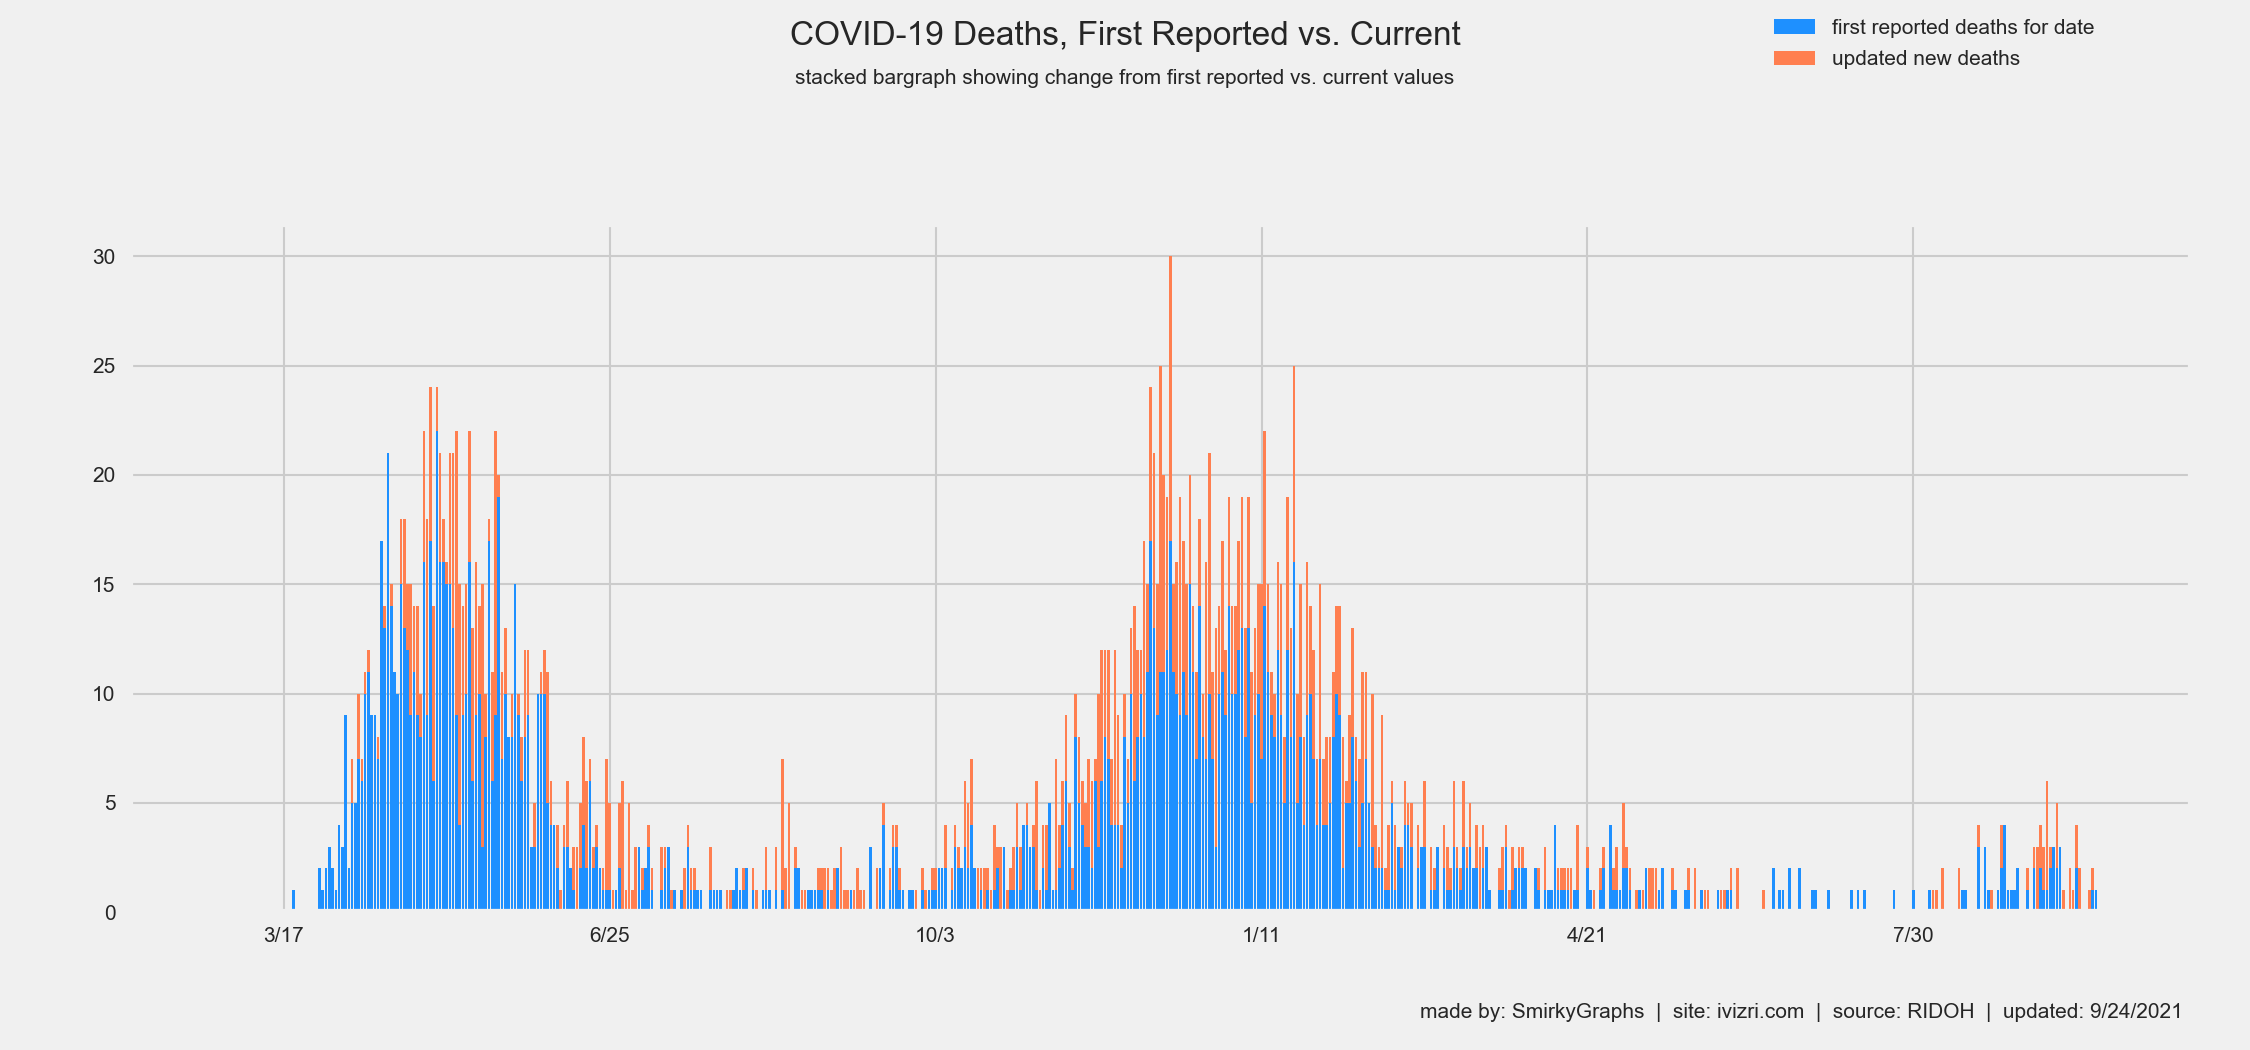 COVID-19 Deaths, First Reported vs. Current
stacked bargraph showing change from first reported vs. current values
first reported deaths for date
updated new deaths
30
25
20
15
10
5
0
3/17 6/25 10/3 1/11 4/21 7/30
made by: SmirkyGraphs | site: ivizri.com | source: RIDOH | updated: 9/24/2021